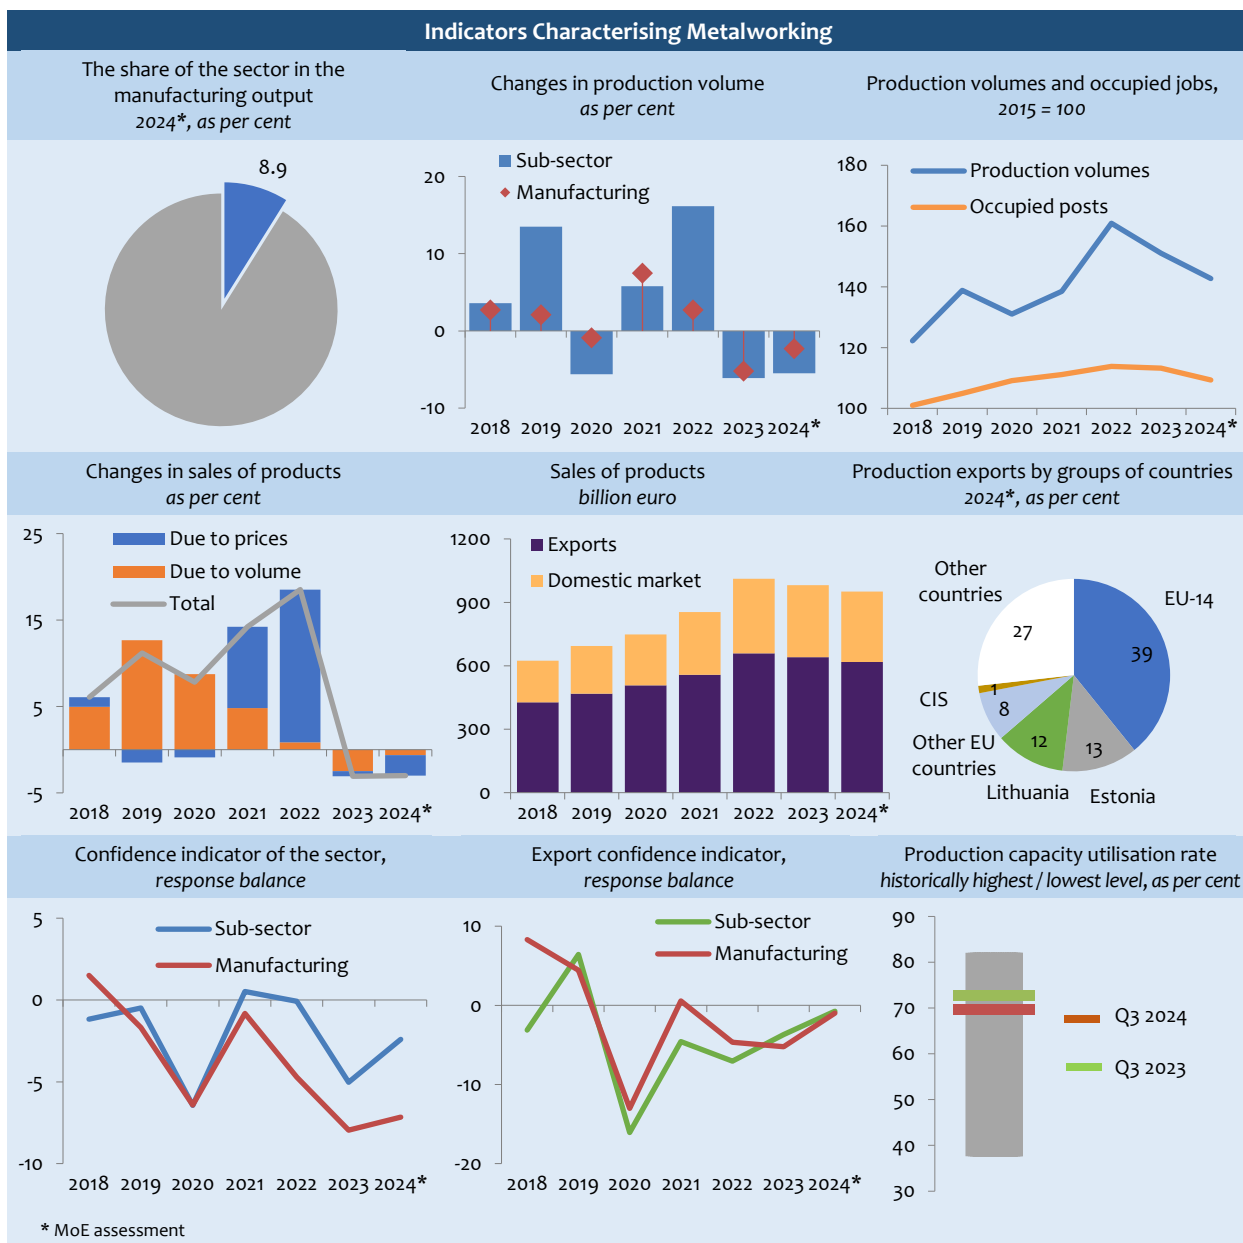 Indicators Characterising Metalworking
The share of the sector in the
manufacturing output
2024*, as per cent
8.9
Changes in production volume
as per cent
Sub-sector
Manufacturing
20
10
0
-10
2018 2019 2020 2021 2022 2023 2024*
Production volumes and occupied jobs,
2015 = 100
180
Production volumes
Occupied posts
160
140
120
100
2018 2019 2020 2021 2022 2023 2024*
Changes in sales of products
as per cent
25
Due to prices
Due to volume
Total
15
5
-5
2018 2019 2020 2021 2022 2023 2024*
Sales of products
billion euro
1200
Exports
Domestic market
900
600
300
0
2018 2019 2020 2021 2022 2023 2024*
Production exports by groups of countries
2024*, as per cent
Other
countries
EU-14
27
39
1
CIS
8
Other EU
countries
12
13
Lithuania
Estonia
Confidence indicator of the sector,
response balance
5
Sub-sector
Manufacturing
0
-5
-10
2018 2019 2020 2021 2022 2023 2024*
Export confidence indicator,
response balance
10
Sub-sector
Manufacturing
0
-10
-20
2018 2019 2020 2021 2022 2023 2024*
Production capacity utilisation rate
historically highest / lowest level, as per cent
90
80
70
60
50
40
30
Q3 2024
Q3 2023
* MoE assessment